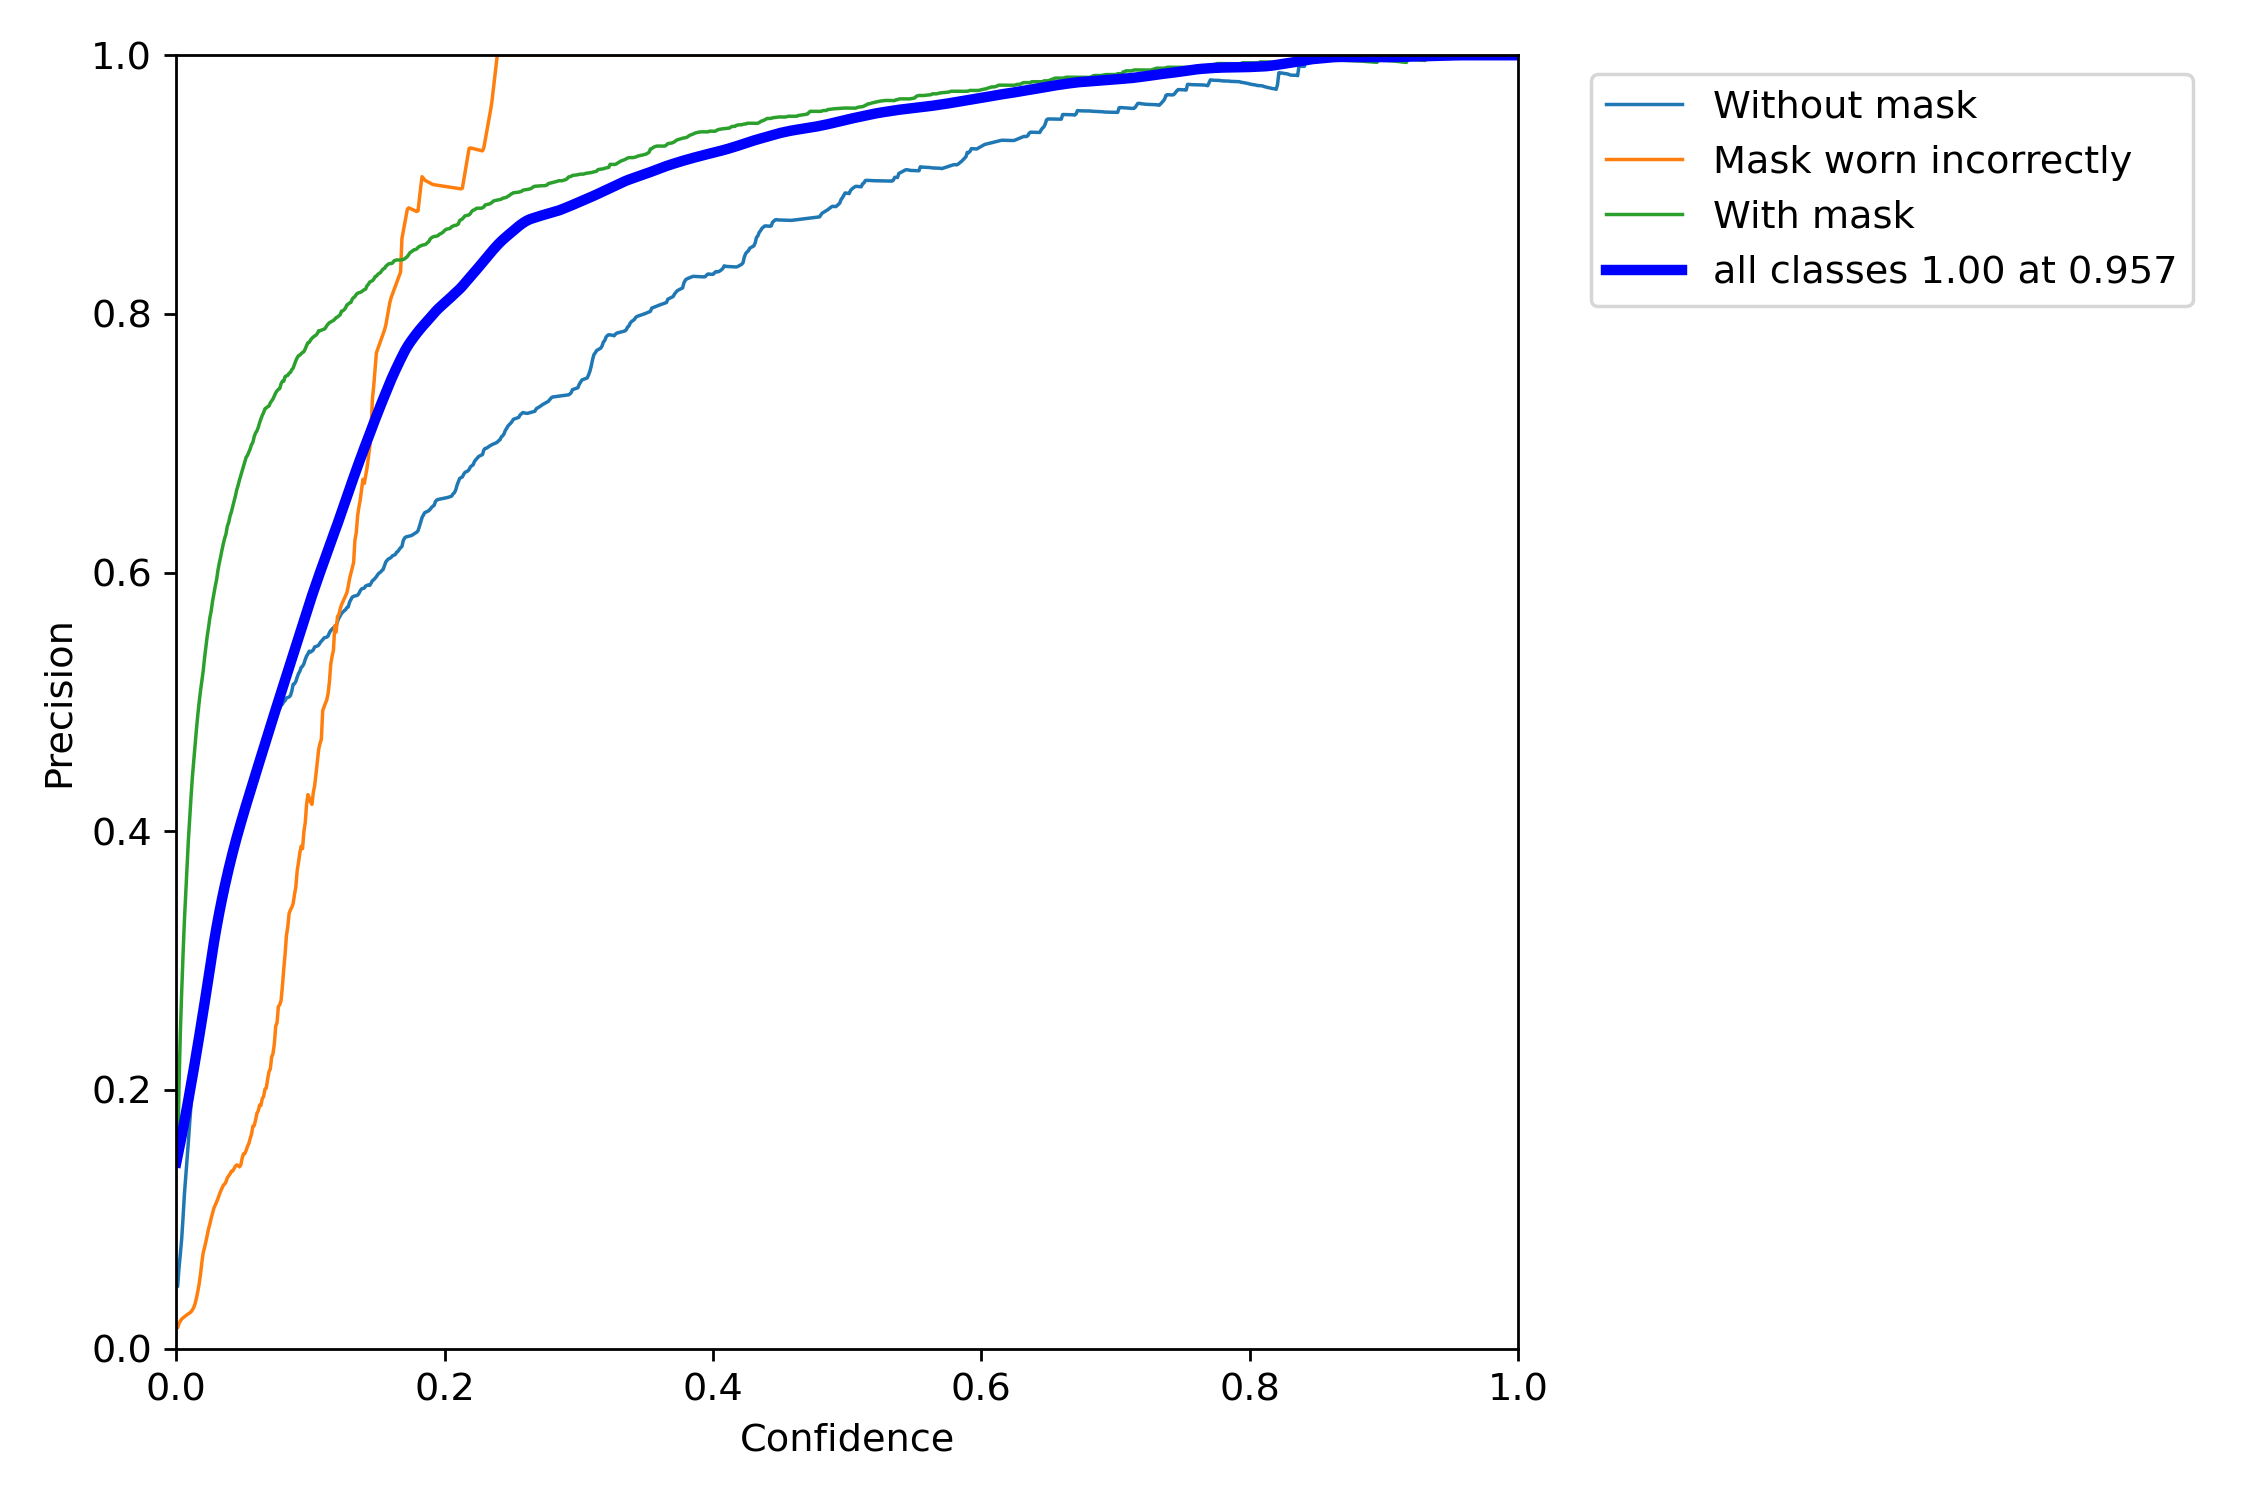 1.0
0.8
0.6
0.4
0.2
0.0
Precision
0.0 0.2 0.4 0.6 0.8 1.0
Confidence
Without mask
Mask worn incorrectly
With mask
all classes 1.00 at 0.957